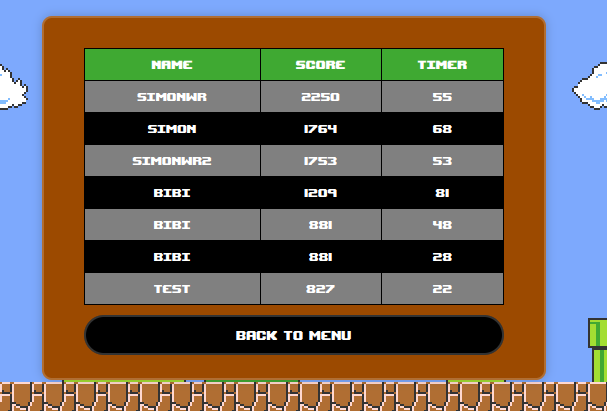 NAME SCORE TIMER
SIMONWR 2250 55
SIMON 1764 68
SIMONWR2 1753 53
BIBI 1209 81
BIBI 881 48
BIBI 881 28
TEST 827 22
BACK TO MENU